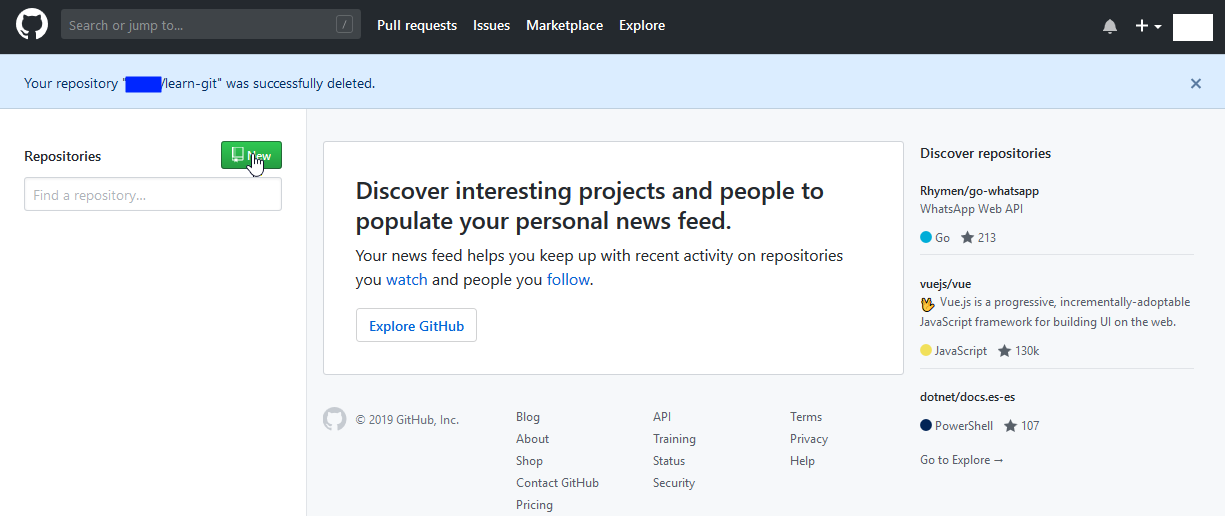 Search or jump to... /
Pull requests
Issues
Marketplace
Explore
Your repository "/learn-git" was successfully deleted.
Repositories
New
Find a repository...
Discover interesting projects and people to
populate your personal news feed.
Your news feed helps you keep up with recent activity on repositories
you watch and people you follow.
Explore GitHub
Discover repositories
Rhymen/go-whatsapp
WhatsApp Web API
Go 213
vuejs/vue
🖖 Vue.js is a progressive, incrementally-adoptable
JavaScript framework for building UI on the web.
JavaScript 130k
dotnet/docs.es-es
PowerShell 107
Go to Explore →
© 2019 GitHub, Inc.
Blog
About
Shop
Contact GitHub
Pricing
API
Training
Status
Security
Terms
Privacy
Help